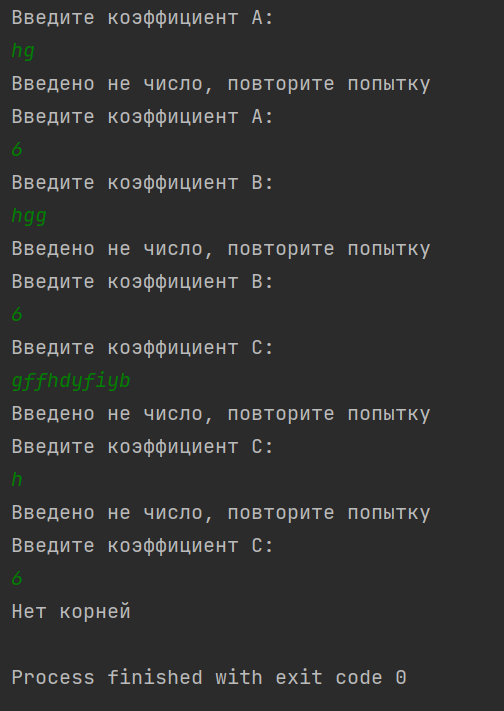 Введите коэффициент А:
hg
Введено не число, повторите попытку
Введите коэффициент А:
6
Введите коэффициент В:
hgg
Введено не число, повторите попытку
Введите коэффициент В:
6
Введите коэффициент С:
gffhdyfiyb
Введено не число, повторите попытку
Введите коэффициент С:
h
Введено не число, повторите попытку
Введите коэффициент С:
6
Нет корней
Process finished with exit code 0